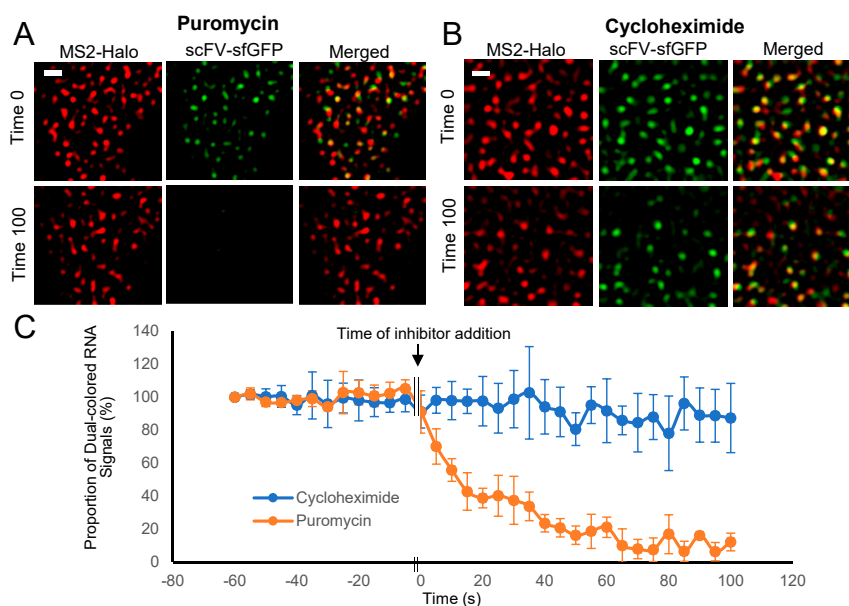 A
Puromycin
MS2-Halo scFV-sfGFP Merged
Time 0
Time 100
B
Cycloheximide
MS2-Halo scFV-sfGFP Merged
Time 0
Time 100
C
Time of inhibitor addition
Proportion of Dual-colored RNA
Signals (%)
140
120
100
80
60
40
20
0
Cycloheximide
Puromycin
-80 -60 -40 -20 0 20 40 60 80 100 120
Time (s)